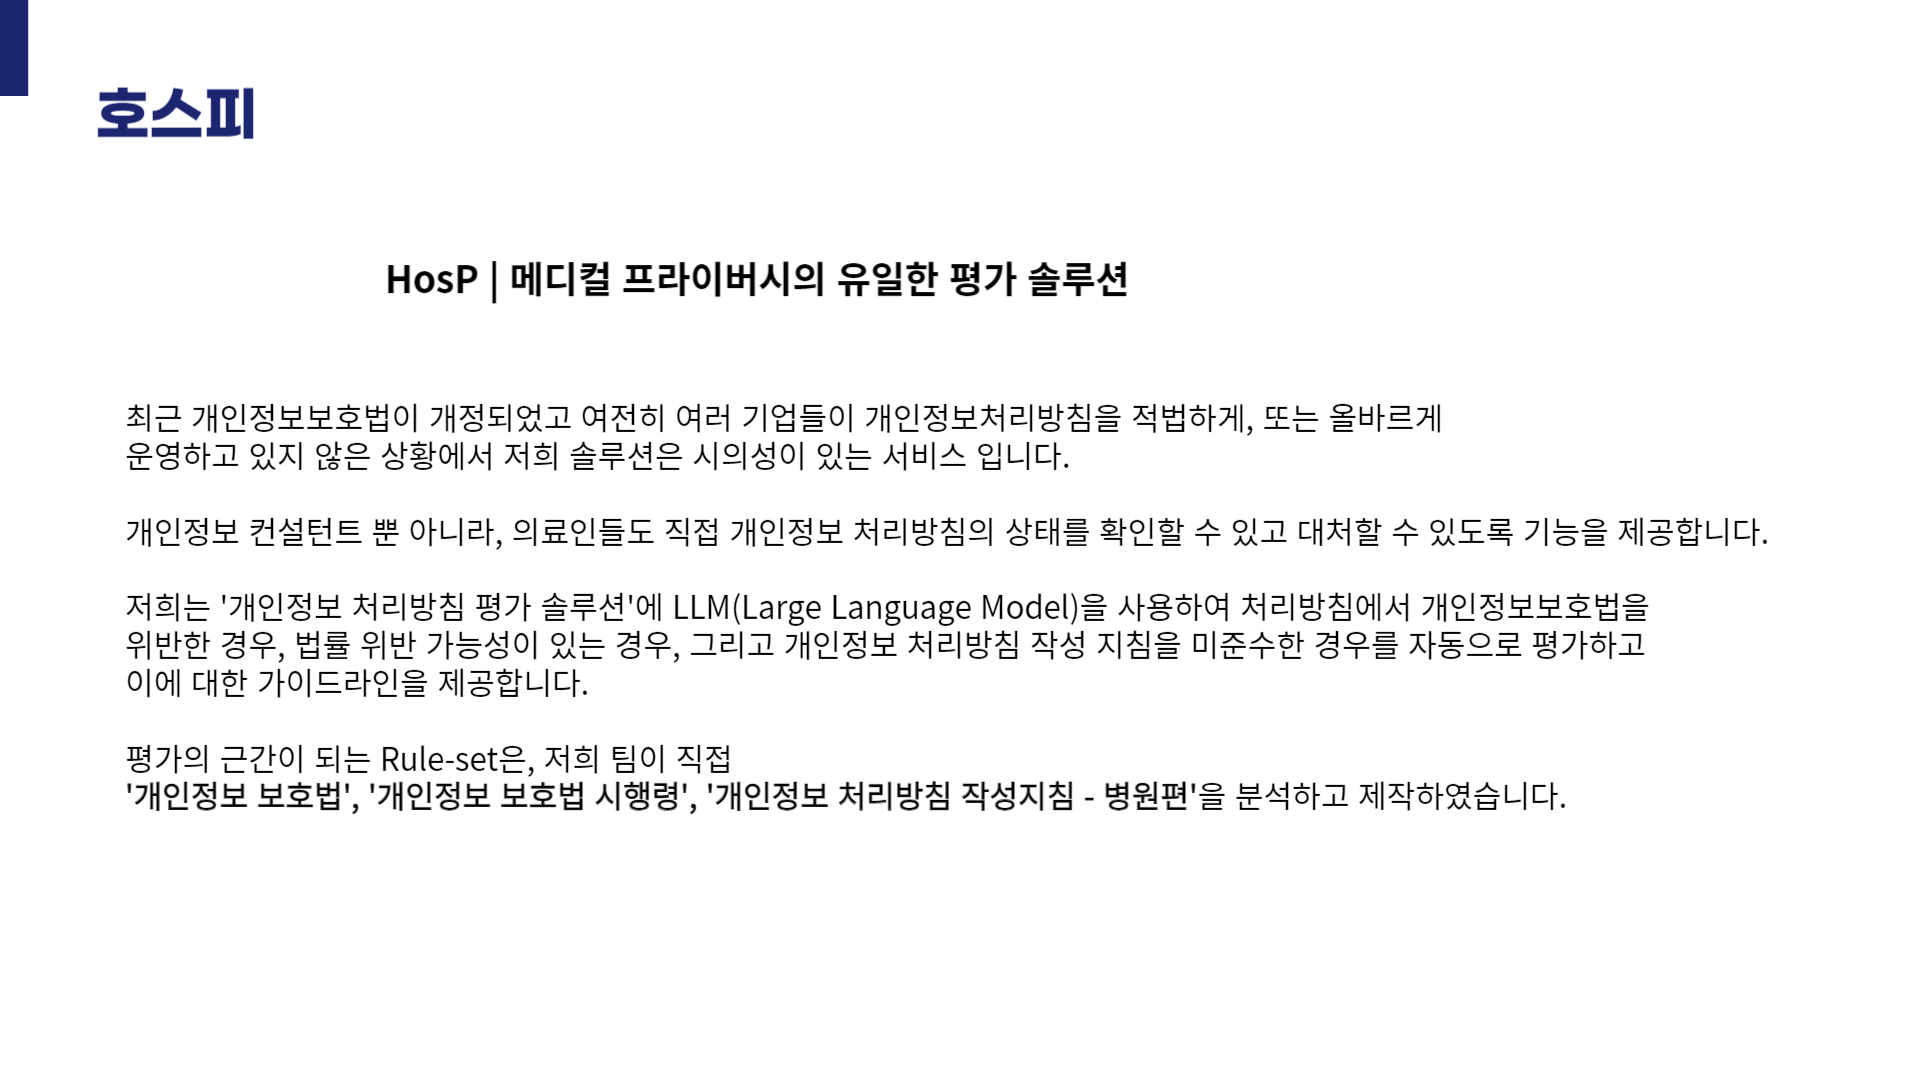 호스피
HosP | 메디컬 프라이버시의 유일한 평가 솔루션
최근 개인정보보호법이 개정되었고 여전히 여러 기업들이 개인정보처리방침을 적법하게, 또는 올바르게
운영하고 있지 않은 상황에서 저희 솔루션은 시의성이 있는 서비스 입니다.
개인정보 컨설턴트 뿐 아니라, 의료인들도 직접 개인정보 처리방침의 상태를 확인할 수 있고 대처할 수 있도록 기능을 제공합니다.
저희는 '개인정보 처리방침 평가 솔루션'에 LLM(Large Language Model)을 사용하여 처리방침에서 개인정보보호법을
위반한 경우, 법률 위반 가능성이 있는 경우, 그리고 개인정보 처리방침 작성 지침을 미준수한 경우를 자동으로 평가하고
이에 대한 가이드라인을 제공합니다.
평가의 근간이 되는 Rule-set은, 저희 팀이 직접
'개인정보 보호법', '개인정보 보호법 시행령', '개인정보 처리방침 작성지침 - 병원편'을 분석하고 제작하였습니다.